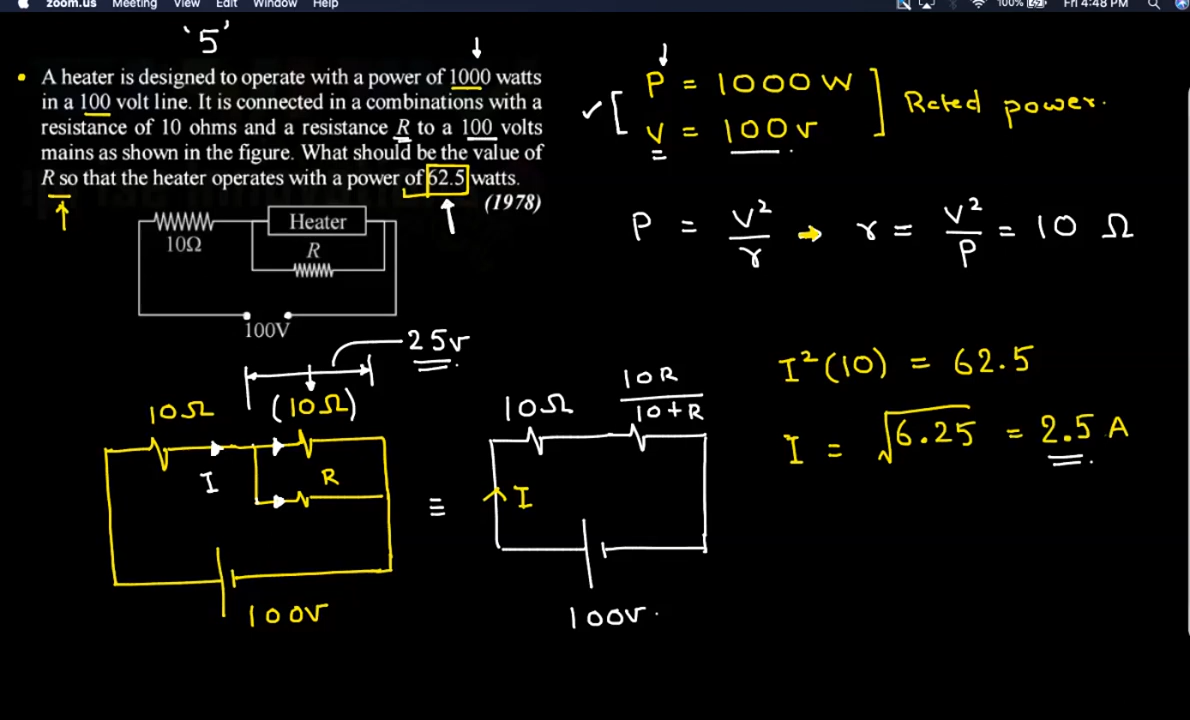 zoom.us Meeting View Edit Window Help 100% Fri 4:48 PM
'5'
• A heater is designed to operate with a power of 1000 watts
in a 100 volt line. It is connected in a combinations with a
resistance of 10 ohms and a resistance R to a 100 volts
mains as shown in the figure. What should be the value of
R so that the heater operates with a power of 62.5 watts.
(1978)
Heater
10Ω
R
100V
P = 1000W
V = 100v
Rated power.
P = V²/r → r = V²/P = 10 Ω
I²(10) = 62.5
I = √6.25 = 2.5 A
25v
10Ω (10Ω)
I
R
100V
≡
10Ω 10R/10+R
I
100v.